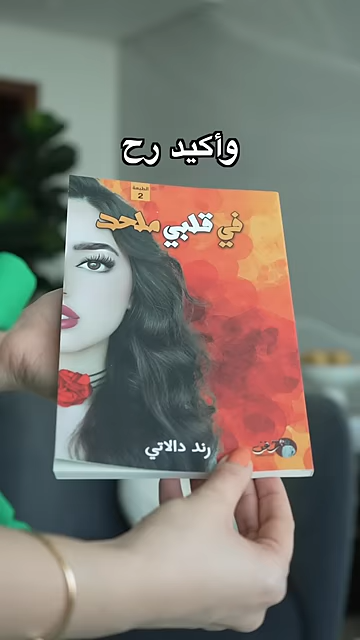 وأكيد رح
الطبعة
2
في قلبي ملحد
رند دالاتي